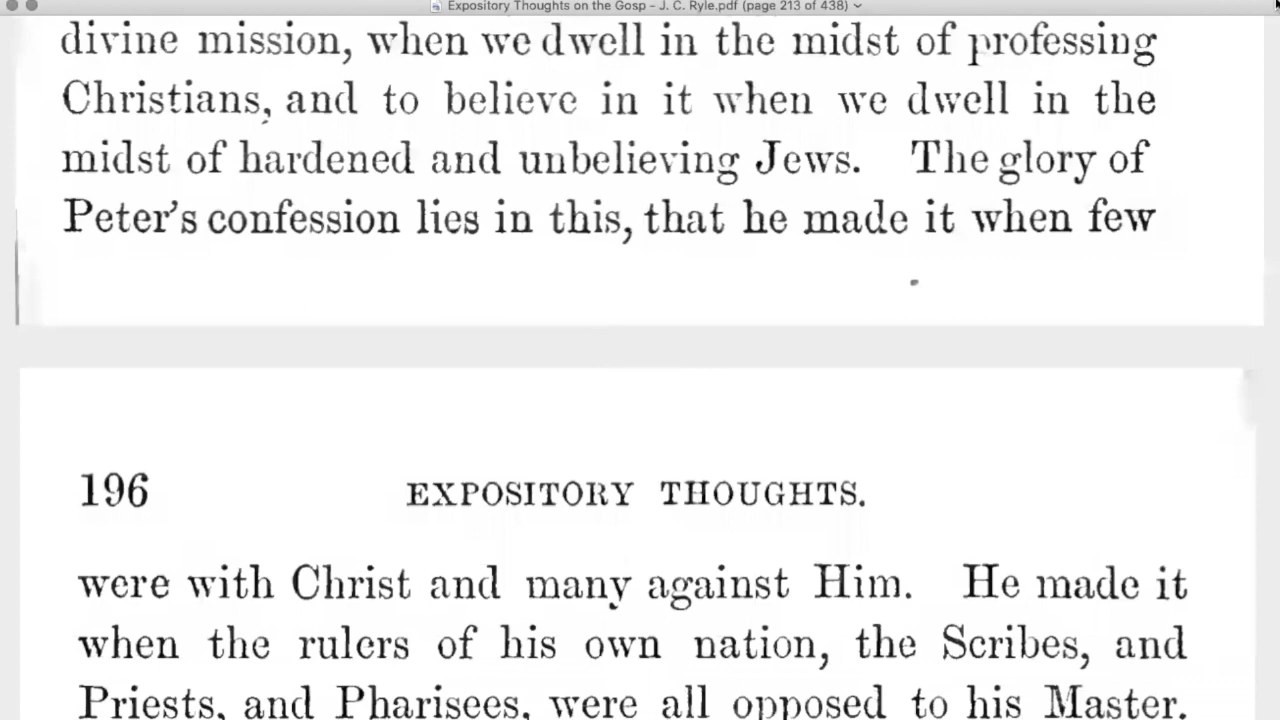 Expository Thoughts on the Gosp – J. C. Ryle.pdf (page 213 of 438)
divine mission, when we dwell in the midst of professing
Christians, and to believe in it when we dwell in the
midst of hardened and unbelieving Jews. The glory of
Peter's confession lies in this, that he made it when few
196 EXPOSITORY THOUGHTS.
were with Christ and many against Him. He made it
when the rulers of his own nation, the Scribes, and
Priests, and Pharisees, were all opposed to his Master.